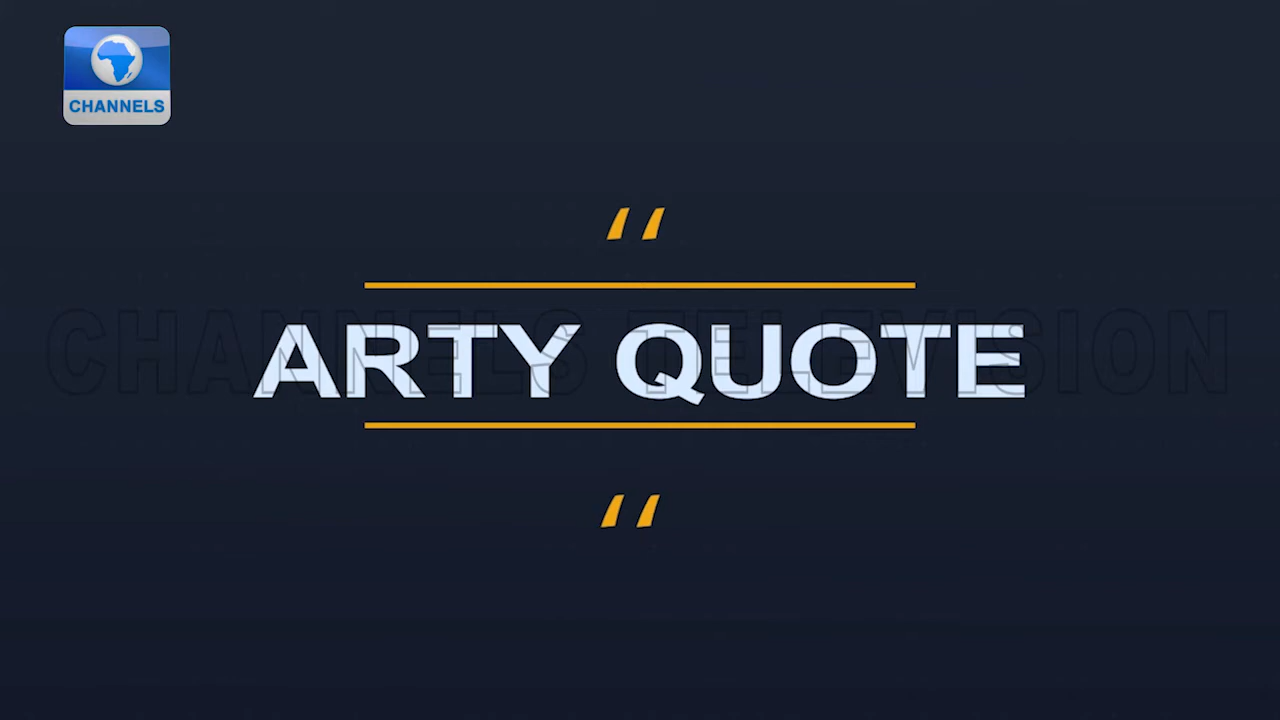 CHANNELS
“
ARTY QUOTE
CHANNELS TELEVISION
“